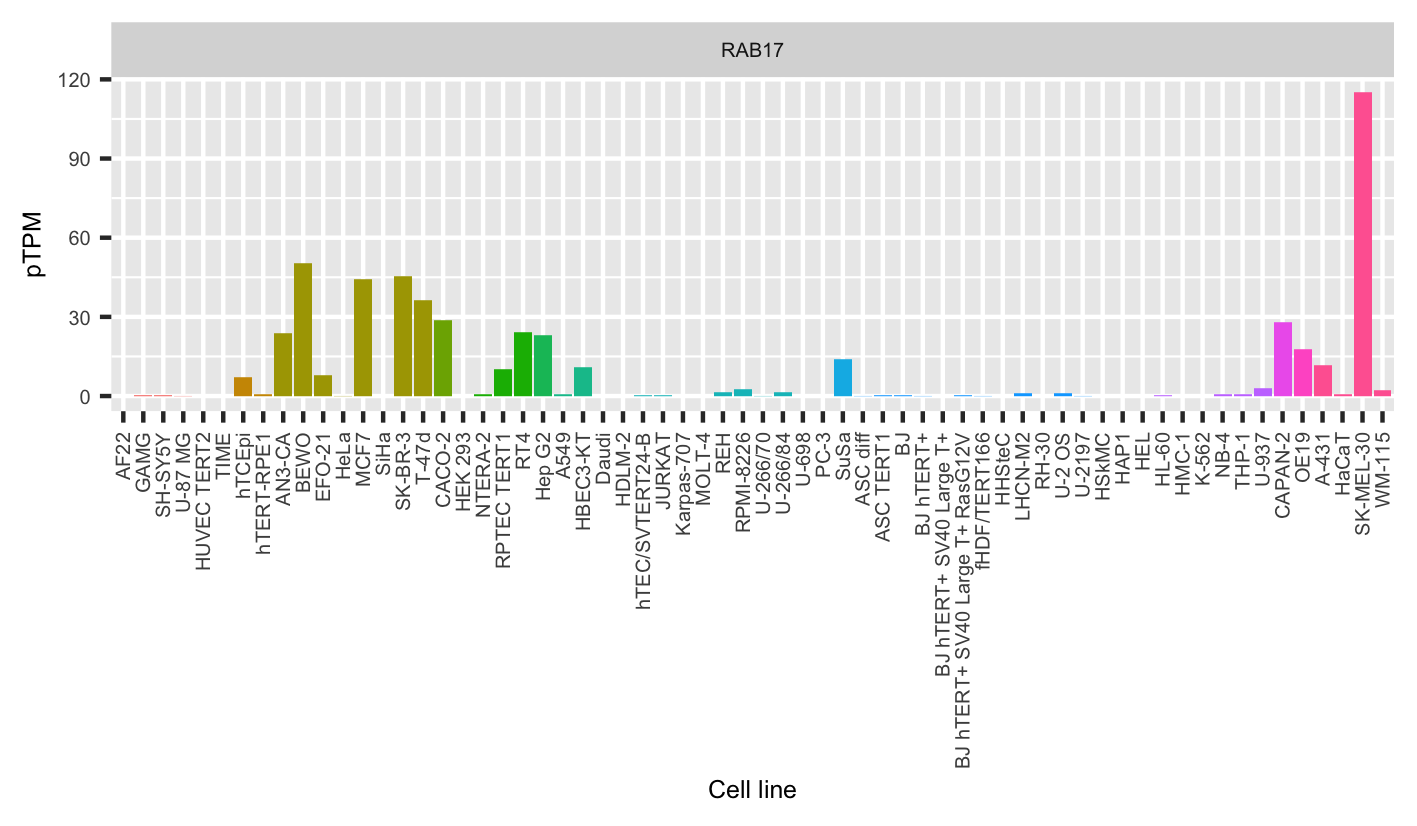 RAB17
120
90
60
30
0
pTPM
AF22
GAMG
SH-SY5Y
U-87 MG
HUVEC TERT2
TIME
hTCEpi
hTERT-RPE1
AN3-CA
BEWO
EFO-21
HeLa
MCF7
SiHa
SK-BR-3
T-47d
CACO-2
HEK 293
NTERA-2
RPTEC TERT1
RT4
Hep G2
A549
HBEC3-KT
Daudi
HDLM-2
hTEC/SVTERT24-B
JURKAT
Karpas-707
MOLT-4
REH
RPMI-8226
U-266/70
U-266/84
U-698
PC-3
SuSa
ASC diff
ASC TERT1
BJ
BJ hTERT+
BJ hTERT+ SV40 Large T+
BJ hTERT+ SV40 Large T+ RasG12V
fHDF/TERT166
HHSteC
LHCN-M2
RH-30
U-2 OS
U-2197
HSkMC
HAP1
HEL
HL-60
HMC-1
K-562
NB-4
THP-1
U-937
CAPAN-2
OE19
A-431
HaCaT
SK-MEL-30
WM-115
Cell line